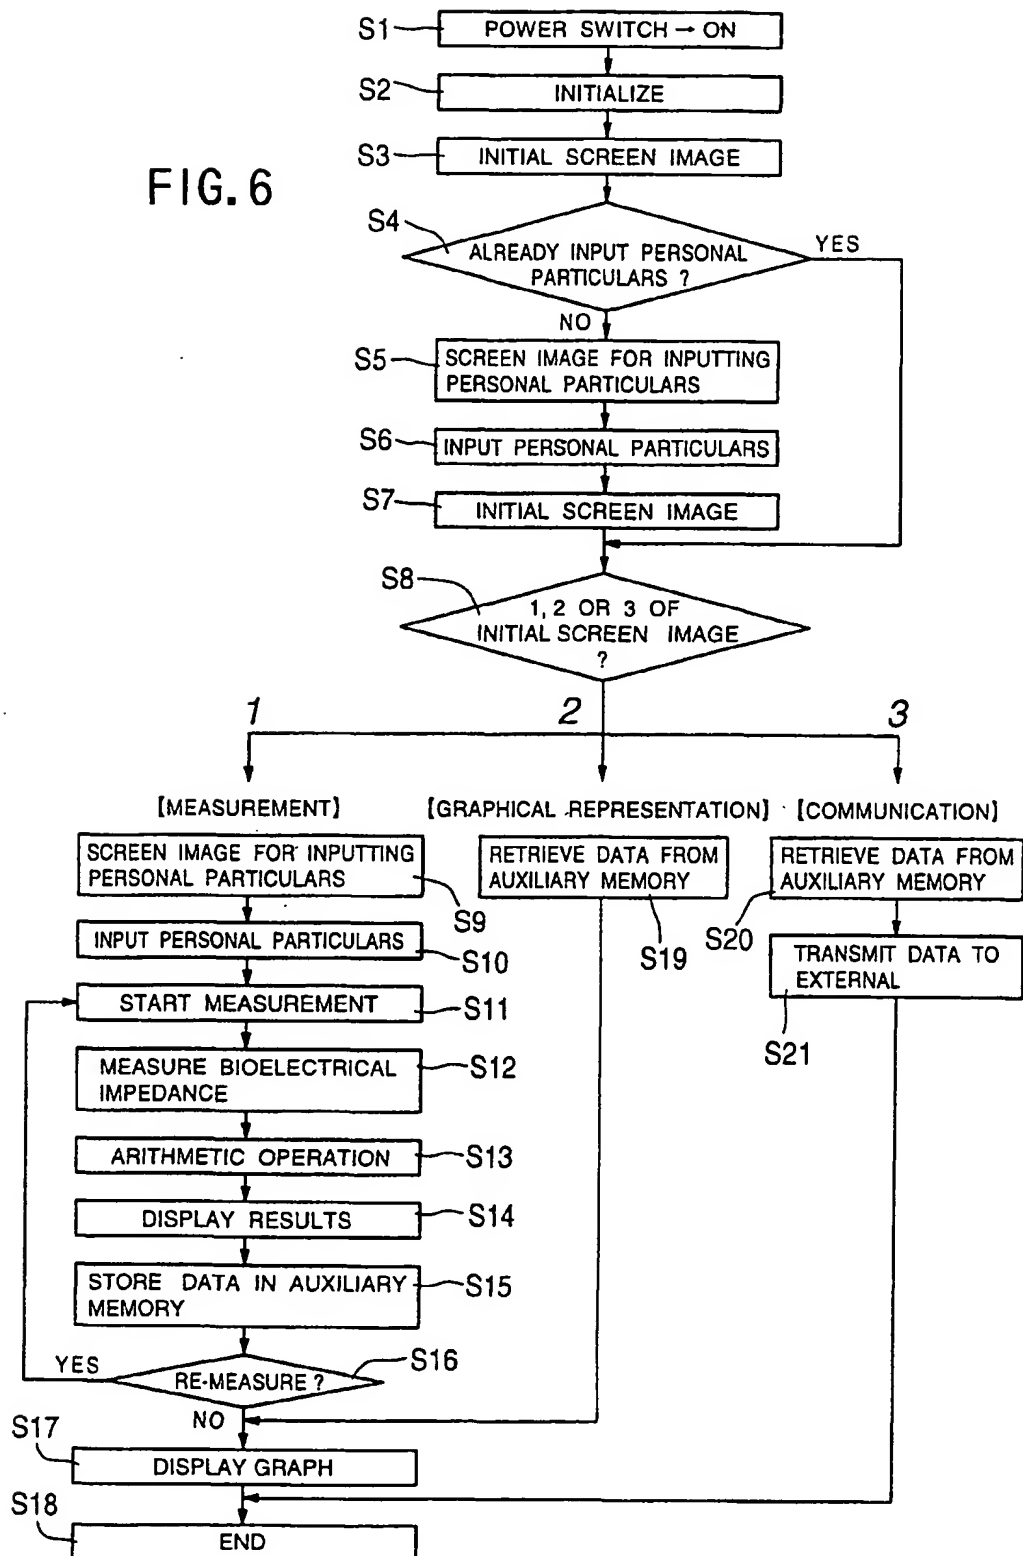 FIG. 6
S1
POWER SWITCH → ON
S2
INITIALIZE
S3
INITIAL SCREEN IMAGE
S4
ALREADY INPUT PERSONAL
PARTICULARS ?
YES
NO
S5
SCREEN IMAGE FOR INPUTTING
PERSONAL PARTICULARS
S6
INPUT PERSONAL PARTICULARS
S7
INITIAL SCREEN IMAGE
S8
1, 2 OR 3 OF
INITIAL SCREEN IMAGE
?
1
2
3
[MEASUREMENT]
[GRAPHICAL REPRESENTATION]
[COMMUNICATION]
SCREEN IMAGE FOR INPUTTING
PERSONAL PARTICULARS
S9
RETRIEVE DATA FROM
AUXILIARY MEMORY
S19
RETRIEVE DATA FROM
AUXILIARY MEMORY
S20
INPUT PERSONAL PARTICULARS
S10
TRANSMIT DATA TO
EXTERNAL
S21
START MEASUREMENT
S11
MEASURE BIOELECTRICAL
IMPEDANCE
S12
ARITHMETIC OPERATION
S13
DISPLAY RESULTS
S14
STORE DATA IN AUXILIARY
MEMORY
S15
YES
RE-MEASURE ?
S16
NO
S17
DISPLAY GRAPH
S18
END